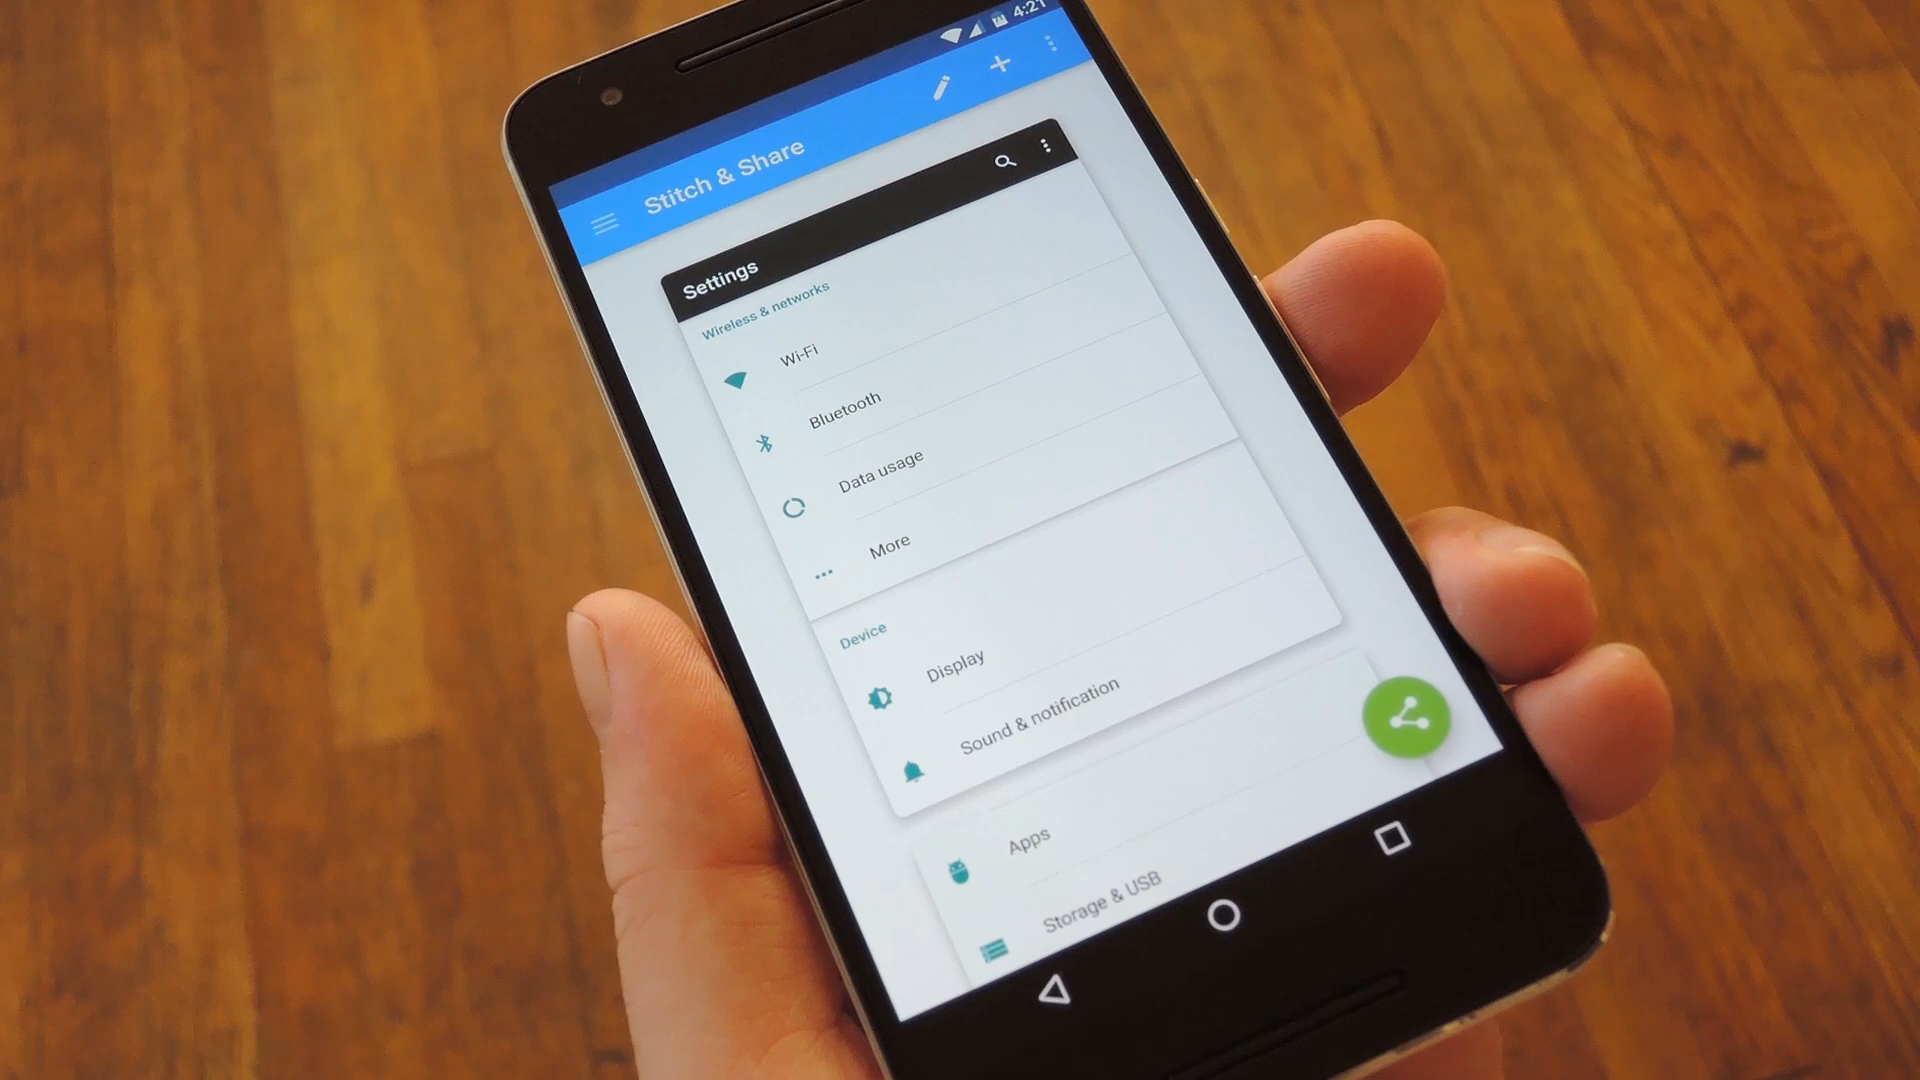 4:21
Stitch & Share
Settings
Wireless & networks
Wi-Fi
Bluetooth
Data usage
More
Device
Display
Sound & notification
Apps
Storage & USB